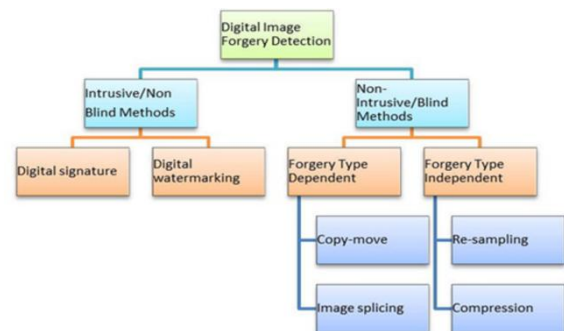 Digital Image
Forgery Detection
Intrusive/Non
Blind Methods
Non-
Intrusive/Blind
Methods
Digital signature
Digital
watermarking
Forgery Type
Dependent
Forgery Type
Independent
Copy-move
Re-sampling
Image splicing
Compression